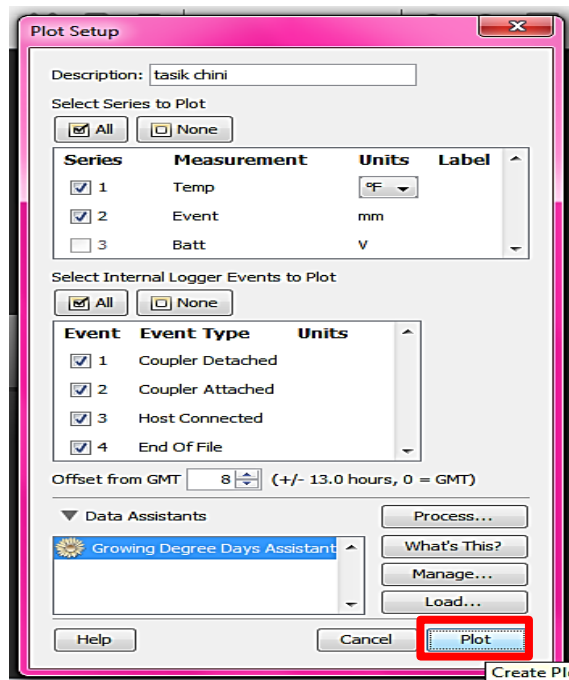 Plot Setup
x
Description: tasik chini
Select Series to Plot
All None
Series Measurement Units Label
1 Temp °F
2 Event mm
3 Batt V
Select Internal Logger Events to Plot
All None
Event Event Type Units
1 Coupler Detached
2 Coupler Attached
3 Host Connected
4 End Of File
Offset from GMT 8 (+/- 13.0 hours, 0 = GMT)
Data Assistants
Process...
Growing Degree Days Assistant
What's This?
Manage...
Load...
Help Cancel Plot
Create Pl